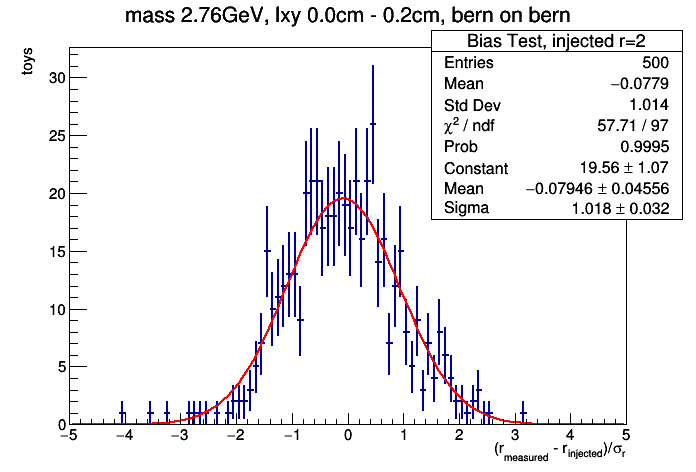 mass 2.76GeV, lxy 0.0cm - 0.2cm, bern on bern
toys
Bias Test, injected r=2
Entries 500
Mean −0.0779
Std Dev 1.014
χ² / ndf 57.71 / 97
Prob 0.9995
Constant 19.56 ± 1.07
Mean −0.07946 ± 0.04556
Sigma 1.018 ± 0.032
30
25
20
15
10
5
0
−5 −4 −3 −2 −1 0 1 2 3 4 5
(r_measured - r_injected)/σ_r